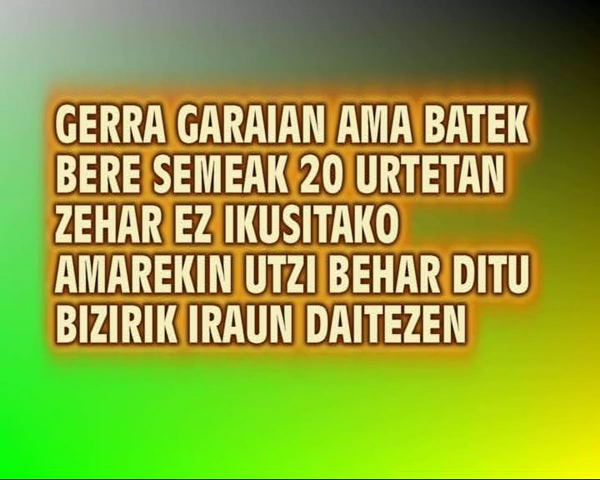 GERRA GARAIAN AMA BATEK
BERE SEMEAK 20 URTETAN
ZEHAR EZ IKUSITAKO
AMAREKIN UTZI BEHAR DITU
BIZIRIK IRAUN DAITEZEN